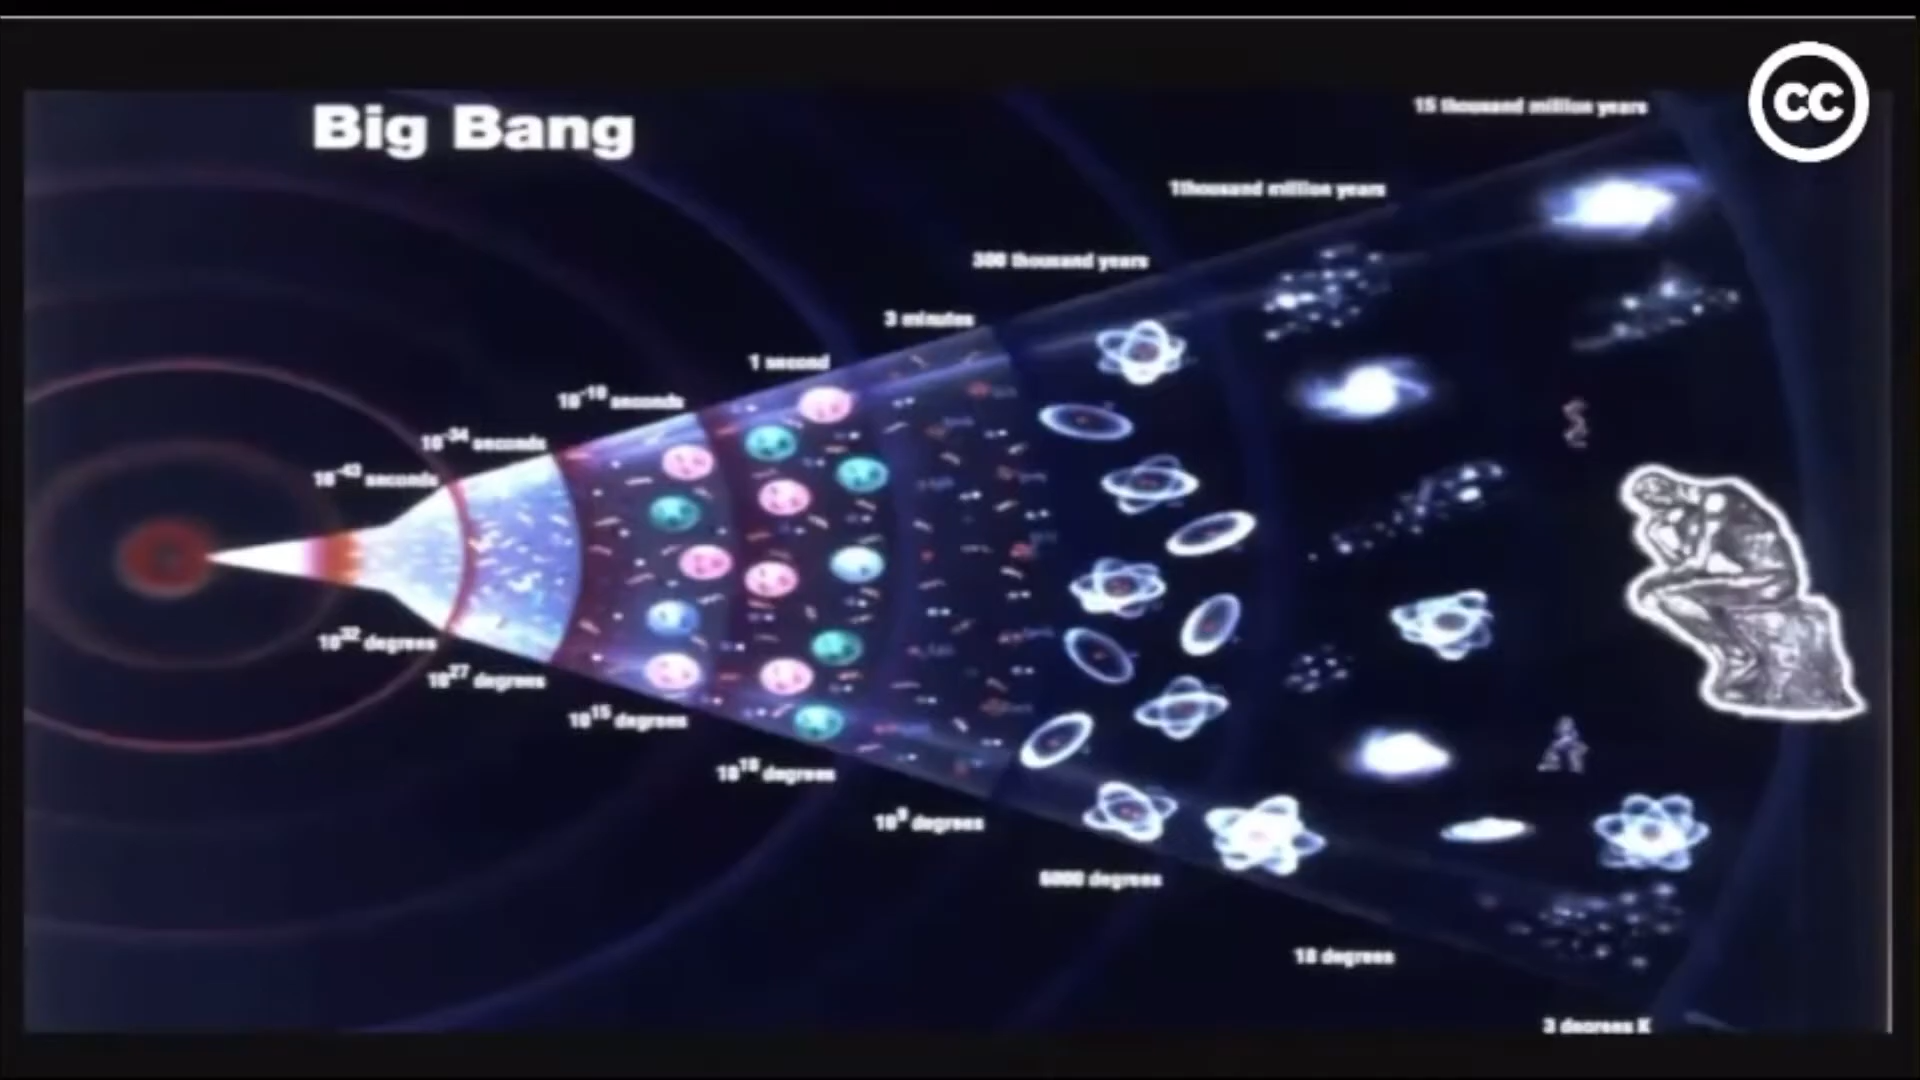 Big Bang
CC
15 thousand million years
1thousand million years
300 thousand years
3 minutes
1 second
10⁻¹⁰ seconds
10⁻³⁴ seconds
10⁻⁴³ seconds
10³² degrees
10²⁷ degrees
10¹⁵ degrees
10¹⁰ degrees
10⁹ degrees
6000 degrees
18 degrees
3 degrees K